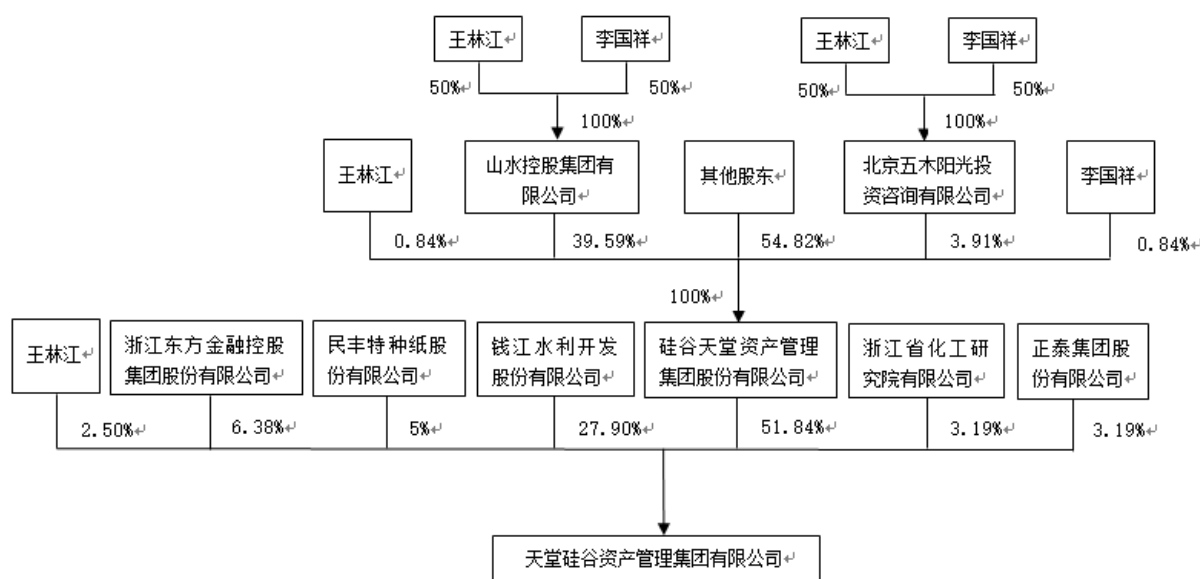 王林江
李国祥
王林江
李国祥
50%
50%
50%
50%
100%
100%
王林江
山水控股集团有
限公司
其他股东
北京五木阳光投
资咨询有限公司
李国祥
0.84%
39.59%
54.82%
3.91%
0.84%
100%
王林江
浙江东方金融控股
集团股份有限公司
民丰特种纸股
份有限公司
钱江水利开发
股份有限公司
硅谷天堂资产管理
集团股份有限公司
浙江省化工研
究院有限公司
正泰集团股
份有限公司
2.50%
6.38%
5%
27.90%
51.84%
3.19%
3.19%
天堂硅谷资产管理集团有限公司